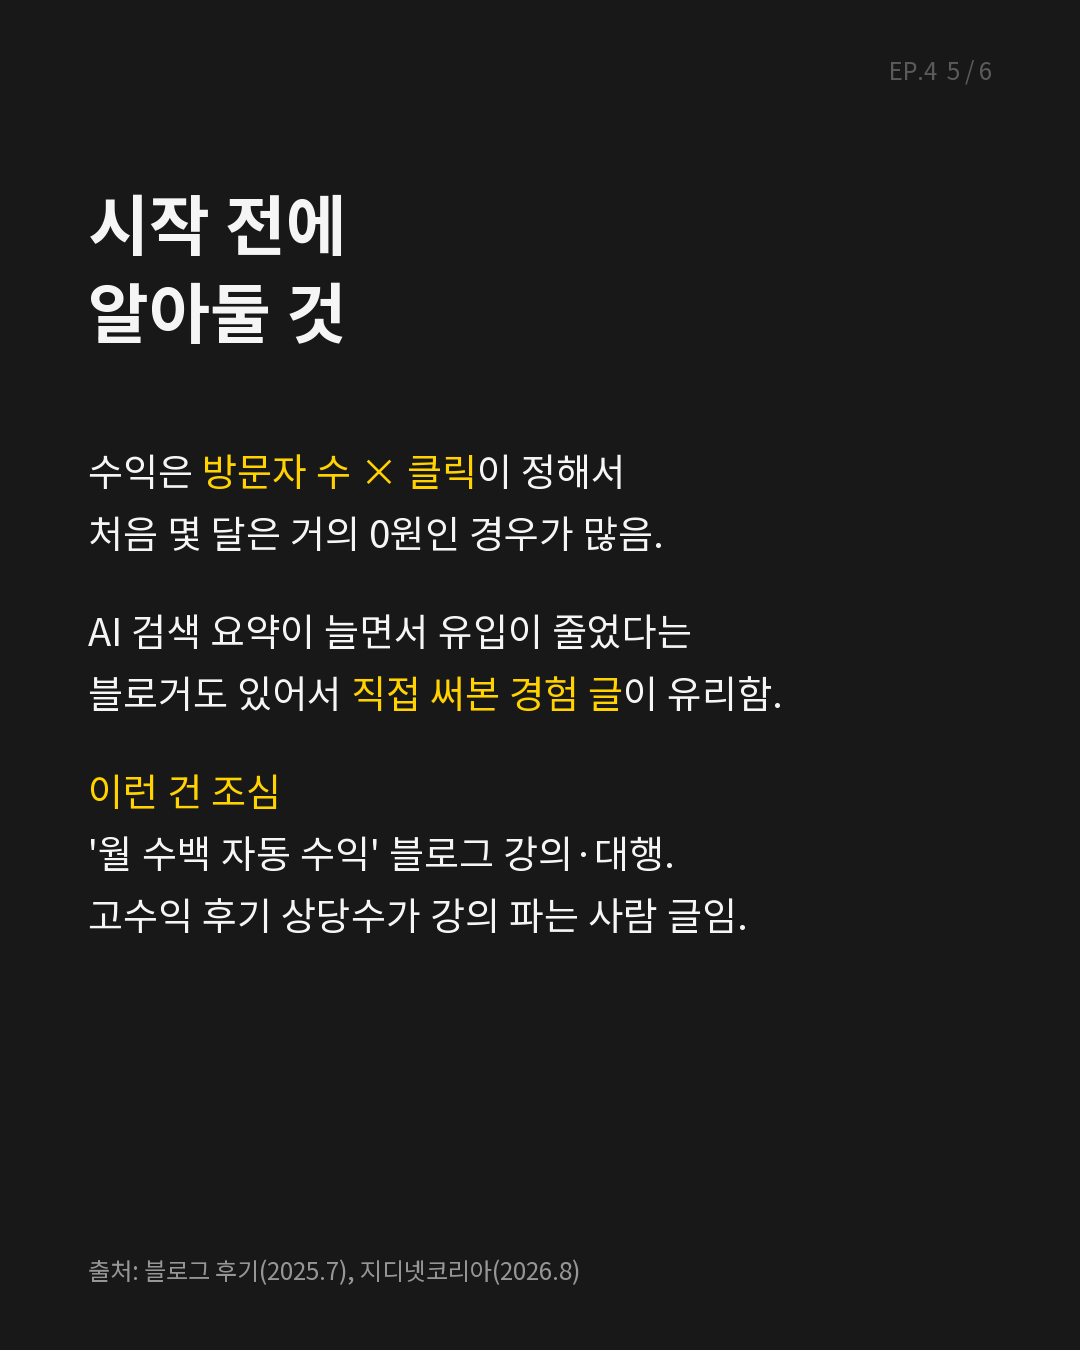 EP.4 5 / 6
시작 전에
알아둘 것
수익은 방문자 수 × 클릭이 정해서
처음 몇 달은 거의 0원인 경우가 많음.
AI 검색 요약이 늘면서 유입이 줄었다는
블로거도 있어서 직접 써본 경험 글이 유리함.
이런 건 조심
'월 수백 자동 수익' 블로그 강의·대행.
고수익 후기 상당수가 강의 파는 사람 글임.
출처: 블로그 후기(2025.7), 지디넷코리아(2026.8)